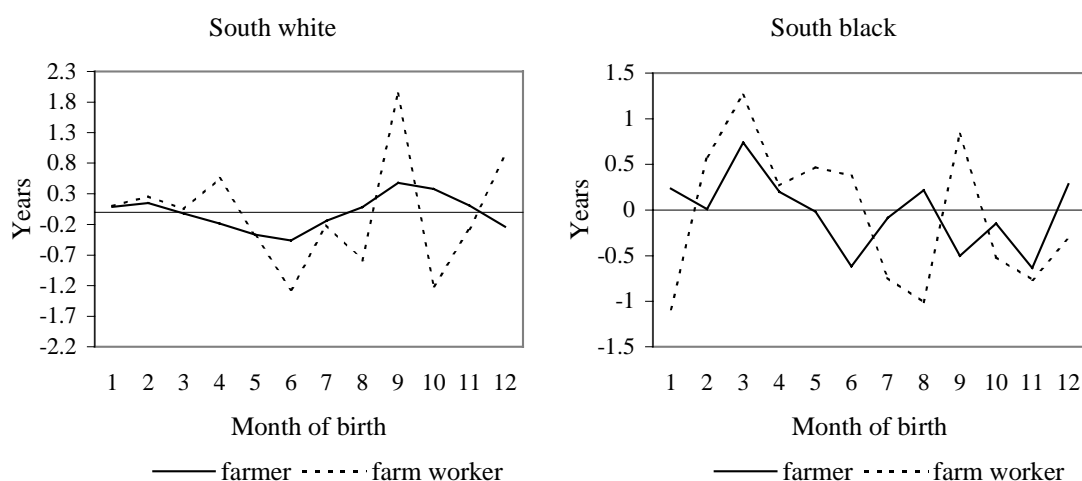 South white
2.3
1.8
1.3
0.8
0.3
-0.2
-0.7
-1.2
-1.7
-2.2
Years
1 2 3 4 5 6 7 8 9 10 11 12
Month of birth
farmer farm worker
South black
1.5
1
0.5
0
-0.5
-1
-1.5
Years
1 2 3 4 5 6 7 8 9 10 11 12
Month of birth
farmer farm worker